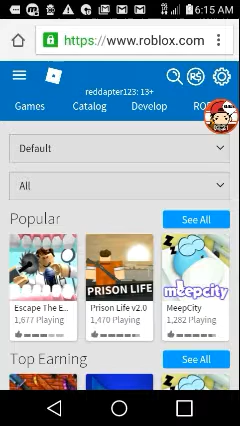 6:15 AM
https://www.roblox.com
reddapter123: 13+
Games Catalog Develop RO
Default
All
Popular See All
PRISON LIFE meepcity
Escape The E... Prison Life v2.0 MeepCity
1,677 Playing 1,470 Playing 1,282 Playing
Top Earning See All